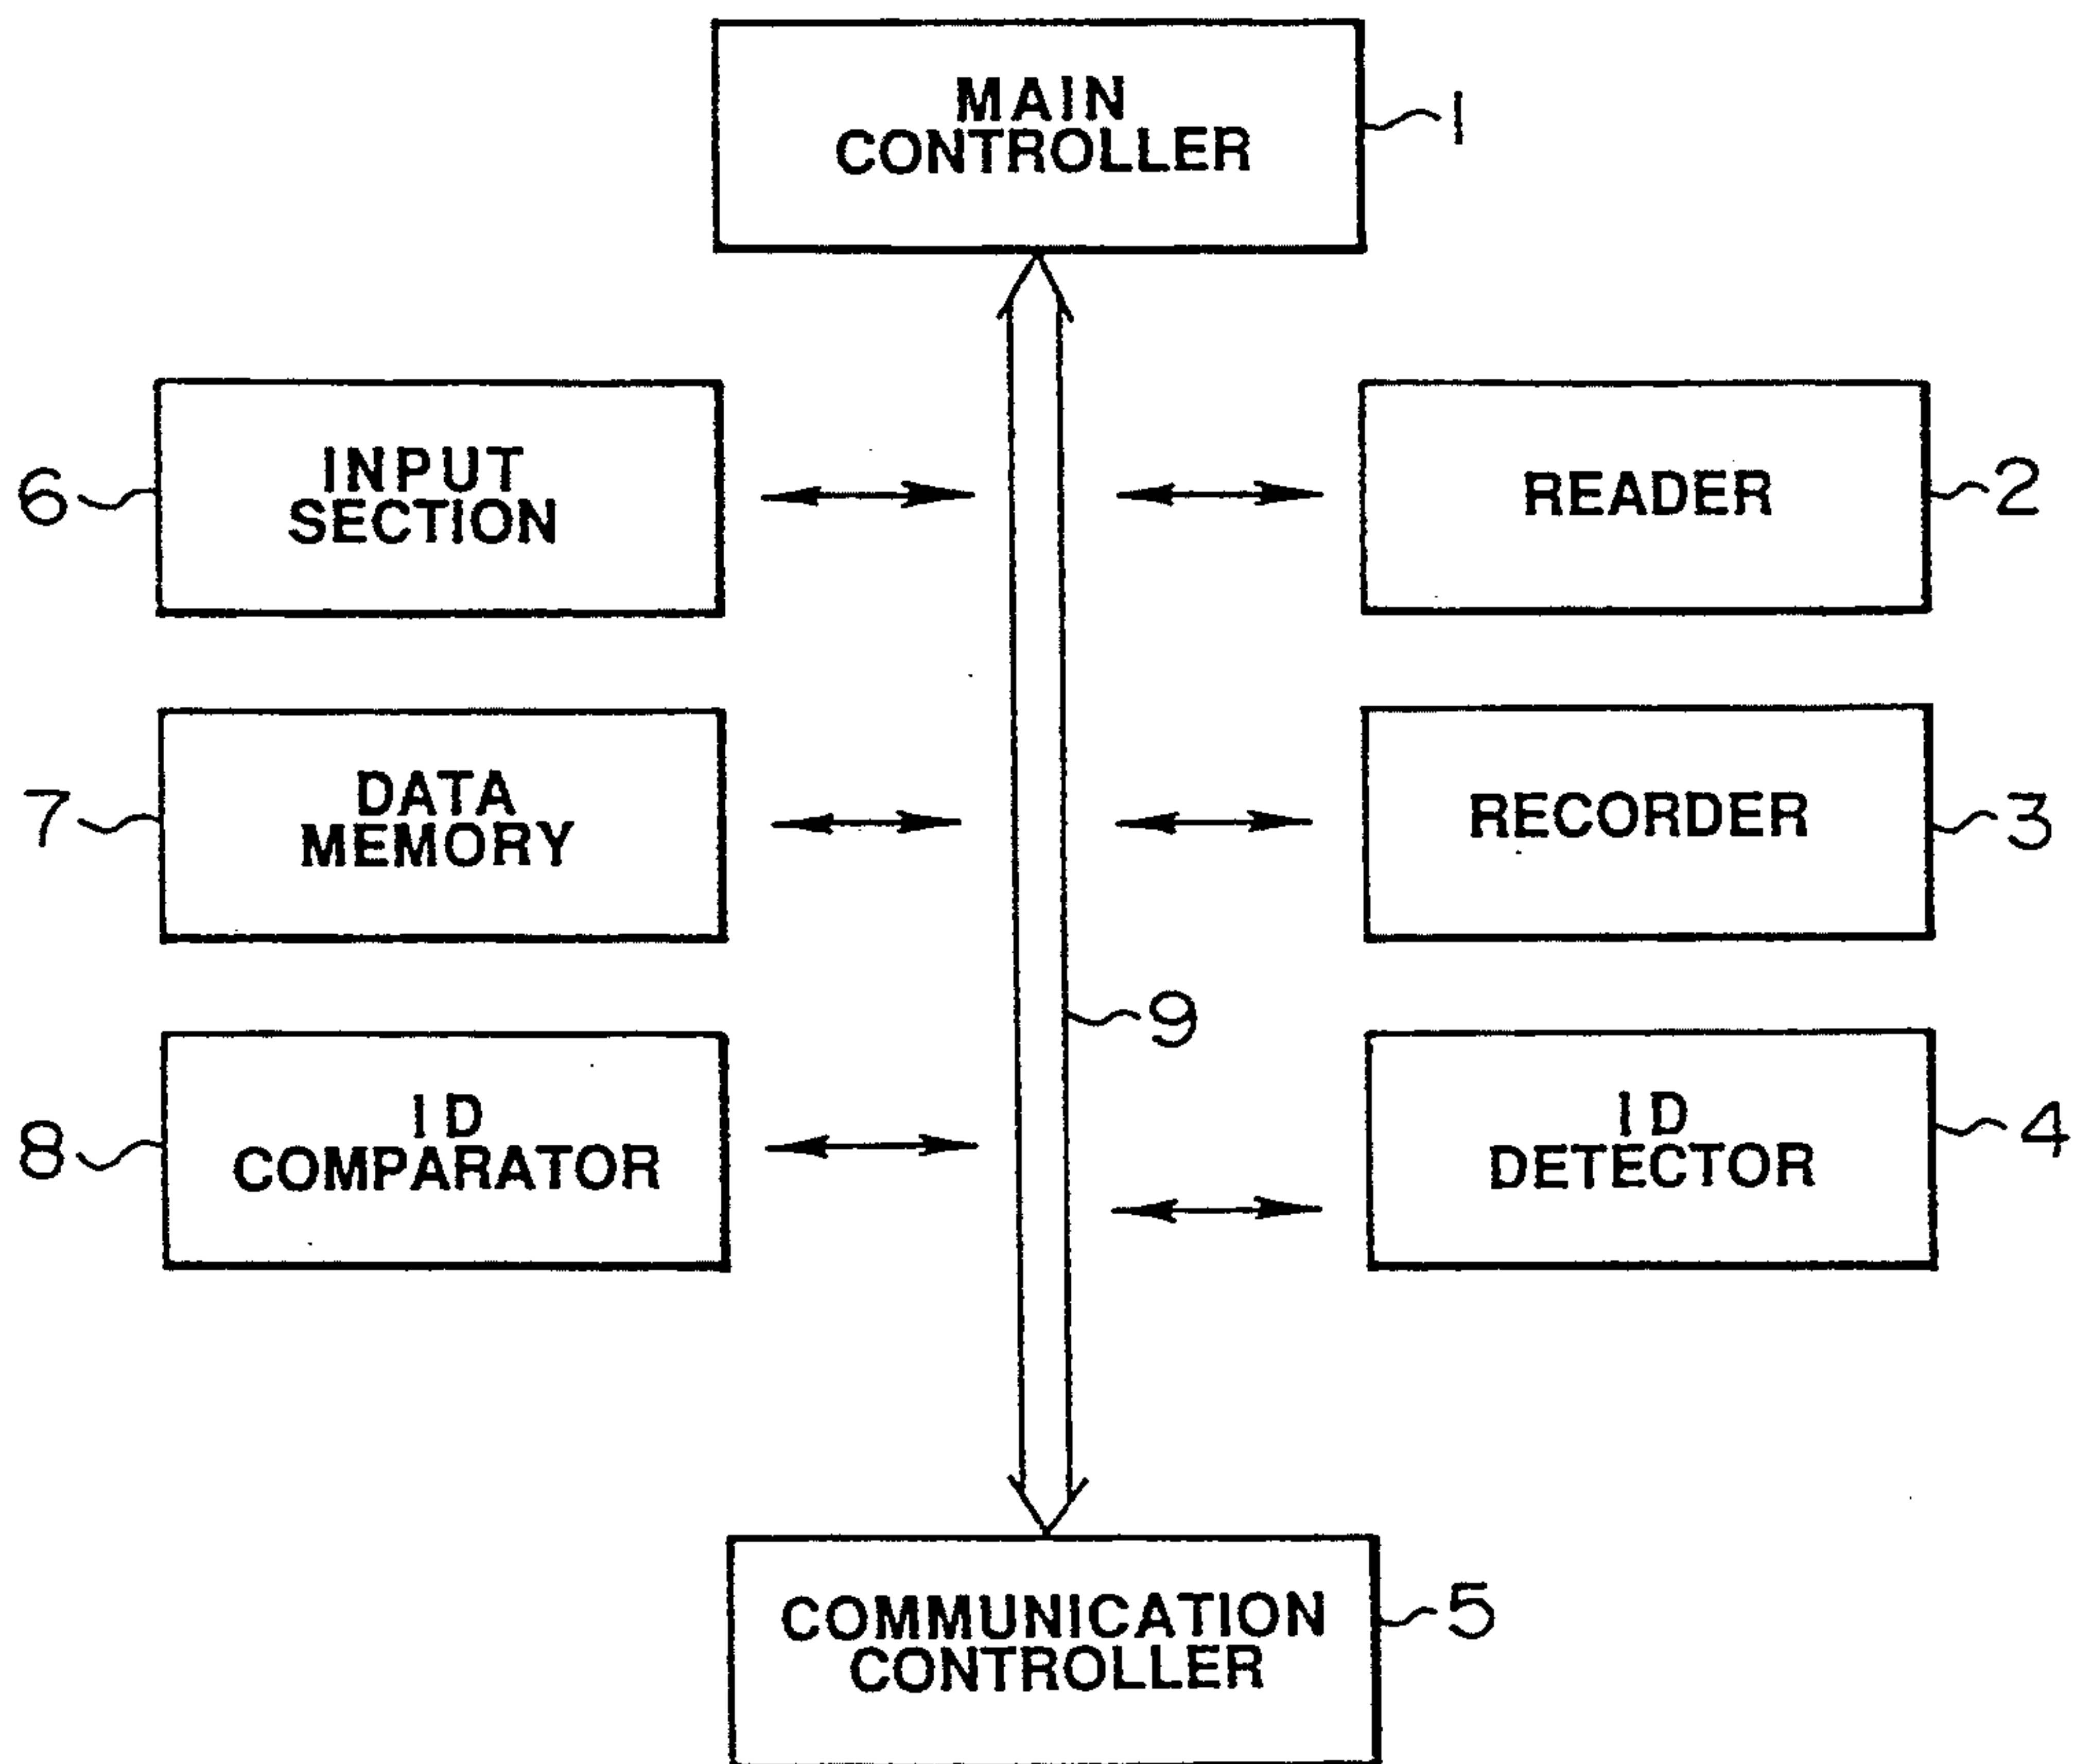 MAIN
CONTROLLER
1
INPUT
SECTION
6
READER
2
DATA
MEMORY
7
RECORDER
3
9
ID
COMPARATOR
8
ID
DETECTOR
4
COMMUNICATION
CONTROLLER
5